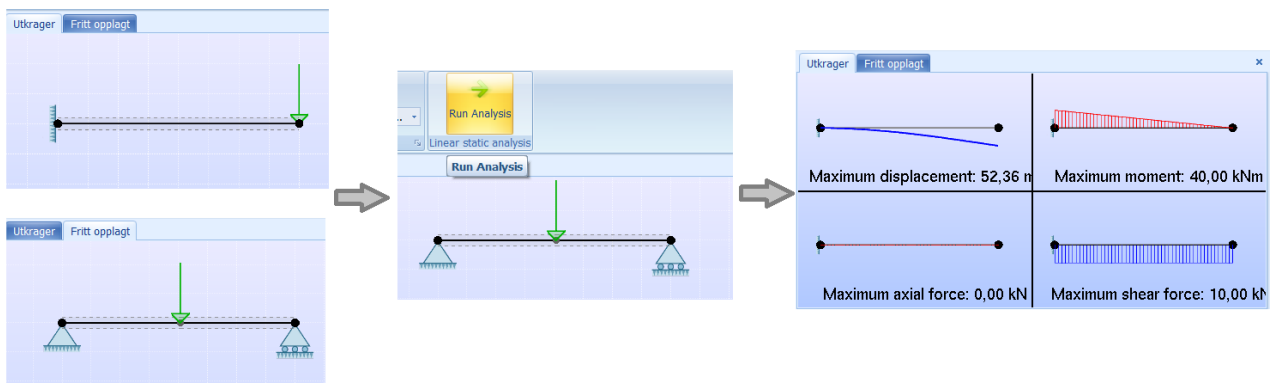 Utkrager Fritt opplagt
Utkrager Fritt opplagt
...
Run Analysis
Linear static analysis
Run Analysis
Utkrager Fritt opplagt ×
Maximum displacement: 52,36 m
Maximum moment: 40,00 kNm
Maximum axial force: 0,00 kN
Maximum shear force: 10,00 kN